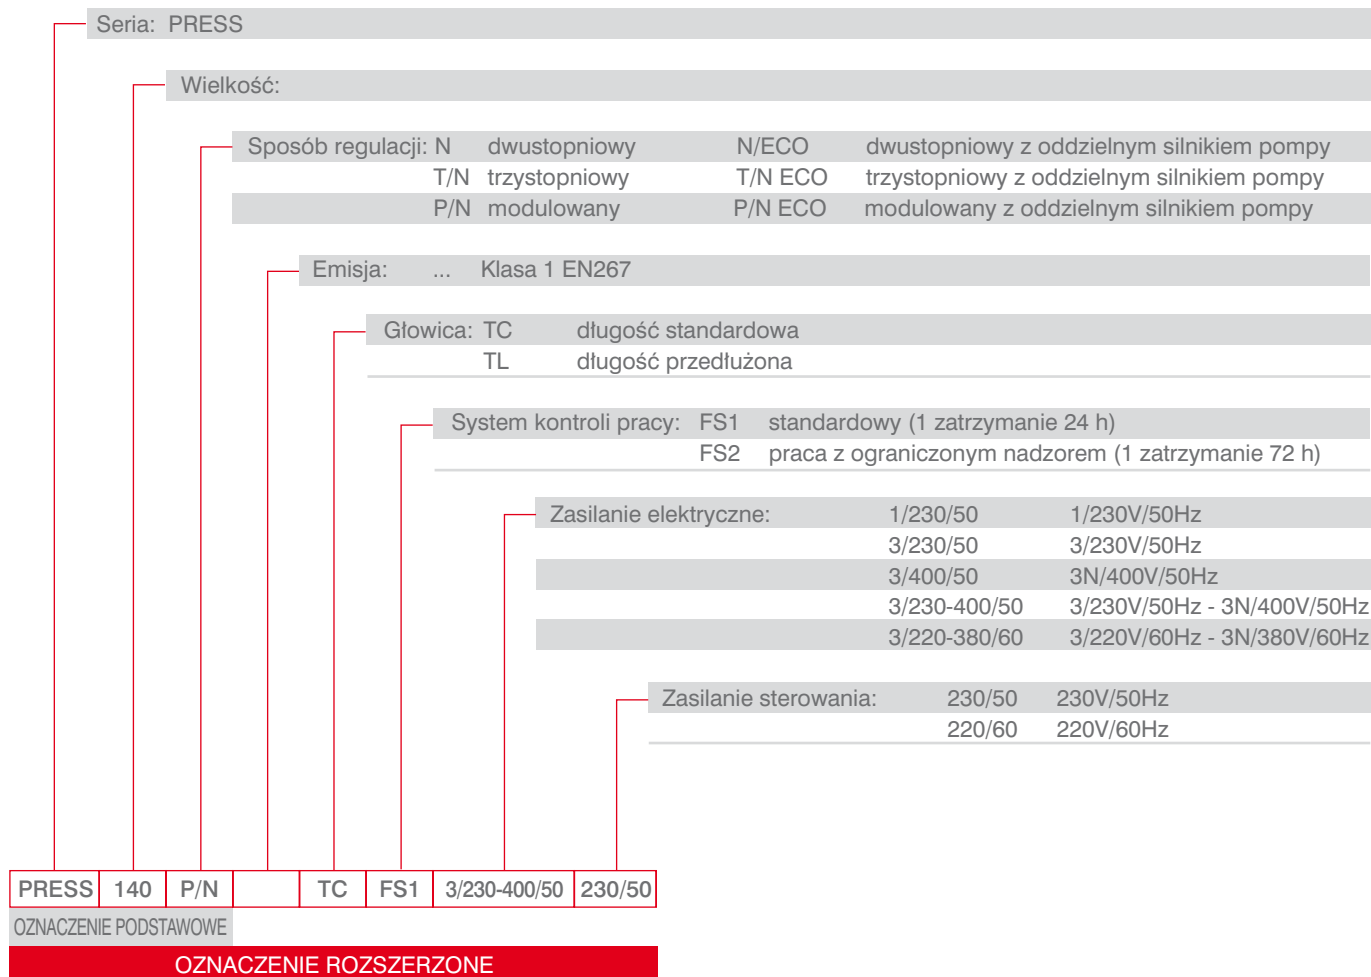 Seria: PRESS
Wielkość:
Sposób regulacji: N dwustopniowy N/ECO dwustopniowy z oddzielnym silnikiem pompy
T/N trzystopniowy T/N ECO trzystopniowy z oddzielnym silnikiem pompy
P/N modulowany P/N ECO modulowany z oddzielnym silnikiem pompy
Emisja: ... Klasa 1 EN267
Głowica: TC długość standardowa
TL długość przedłużona
System kontroli pracy: FS1 standardowy (1 zatrzymanie 24 h)
FS2 praca z ograniczonym nadzorem (1 zatrzymanie 72 h)
Zasilanie elektryczne: 1/230/50 1/230V/50Hz
3/230/50 3/230V/50Hz
3/400/50 3N/400V/50Hz
3/230-400/50 3/230V/50Hz - 3N/400V/50Hz
3/220-380/60 3/220V/60Hz - 3N/380V/60Hz
Zasilanie sterowania: 230/50 230V/50Hz
220/60 220V/60Hz
PRESS 140 P/N TC FS1 3/230-400/50 230/50
OZNACZENIE PODSTAWOWE
OZNACZENIE ROZSZERZONE